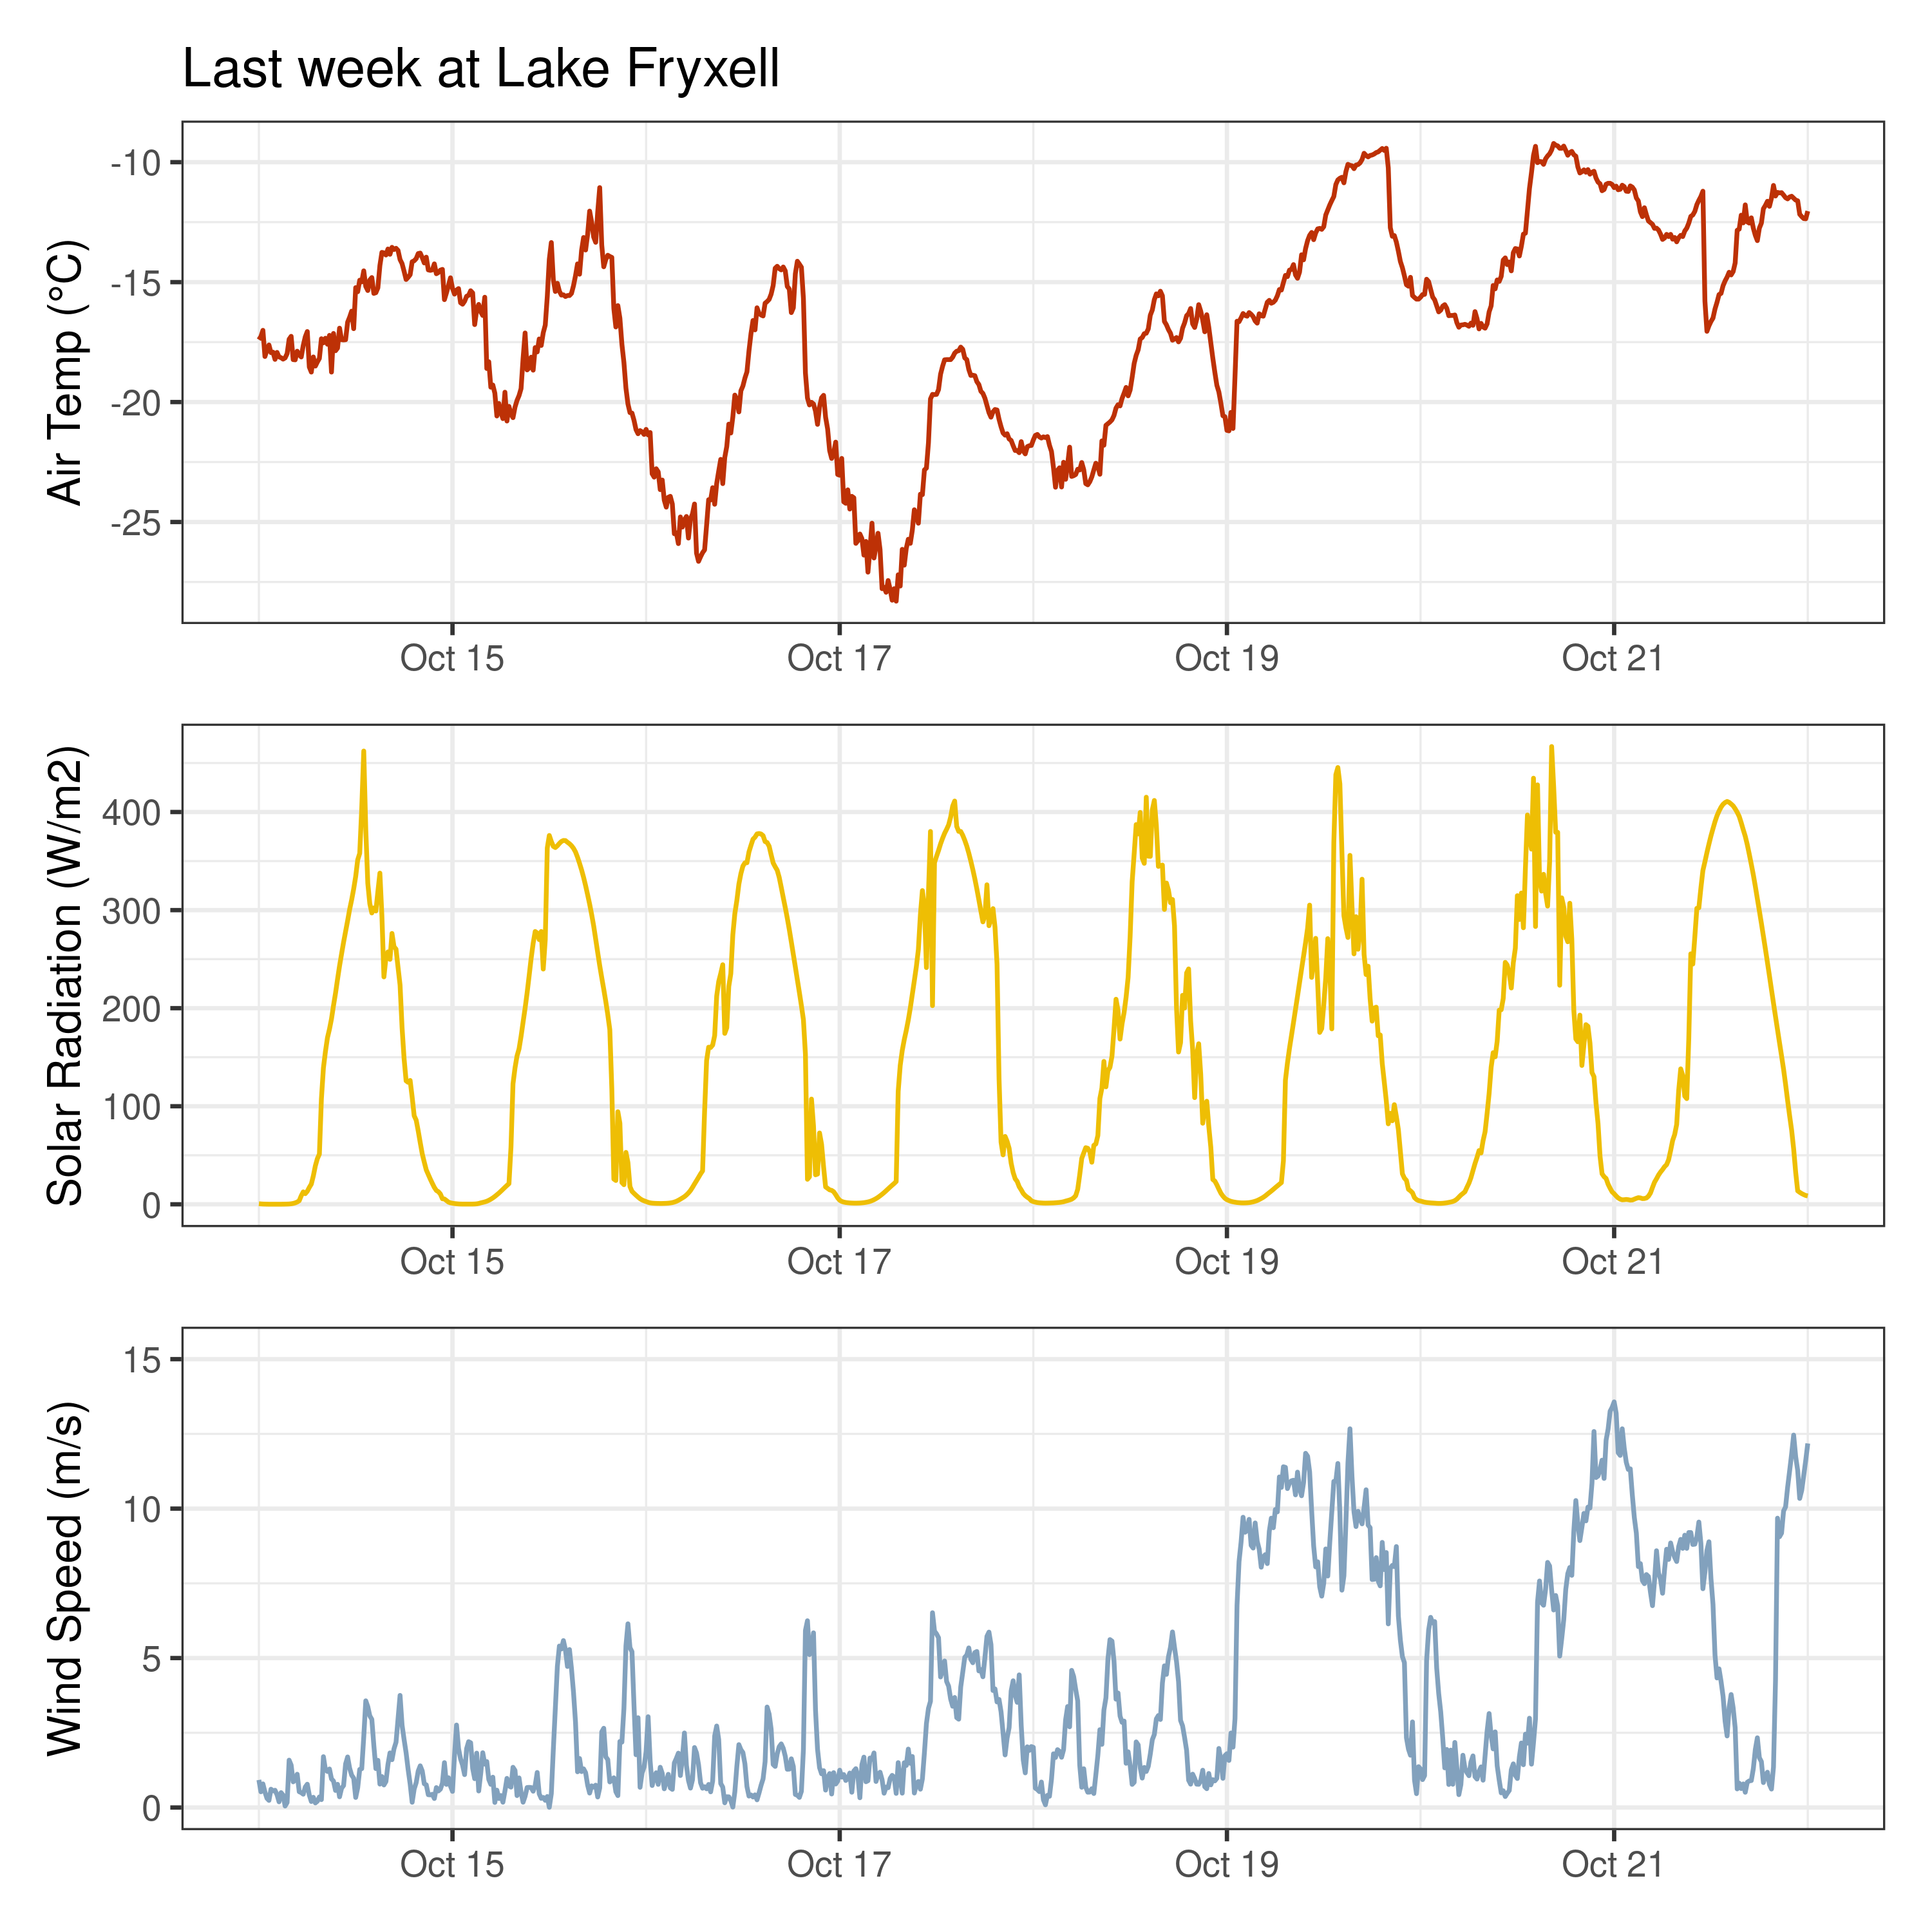 Last week at Lake Fryxell
Air Temp (°C)
-10
-15
-20
-25
Oct 15 Oct 17 Oct 19 Oct 21
Solar Radiation (W/m2)
400
300
200
100
0
Oct 15 Oct 17 Oct 19 Oct 21
Wind Speed (m/s)
15
10
5
0
Oct 15 Oct 17 Oct 19 Oct 21